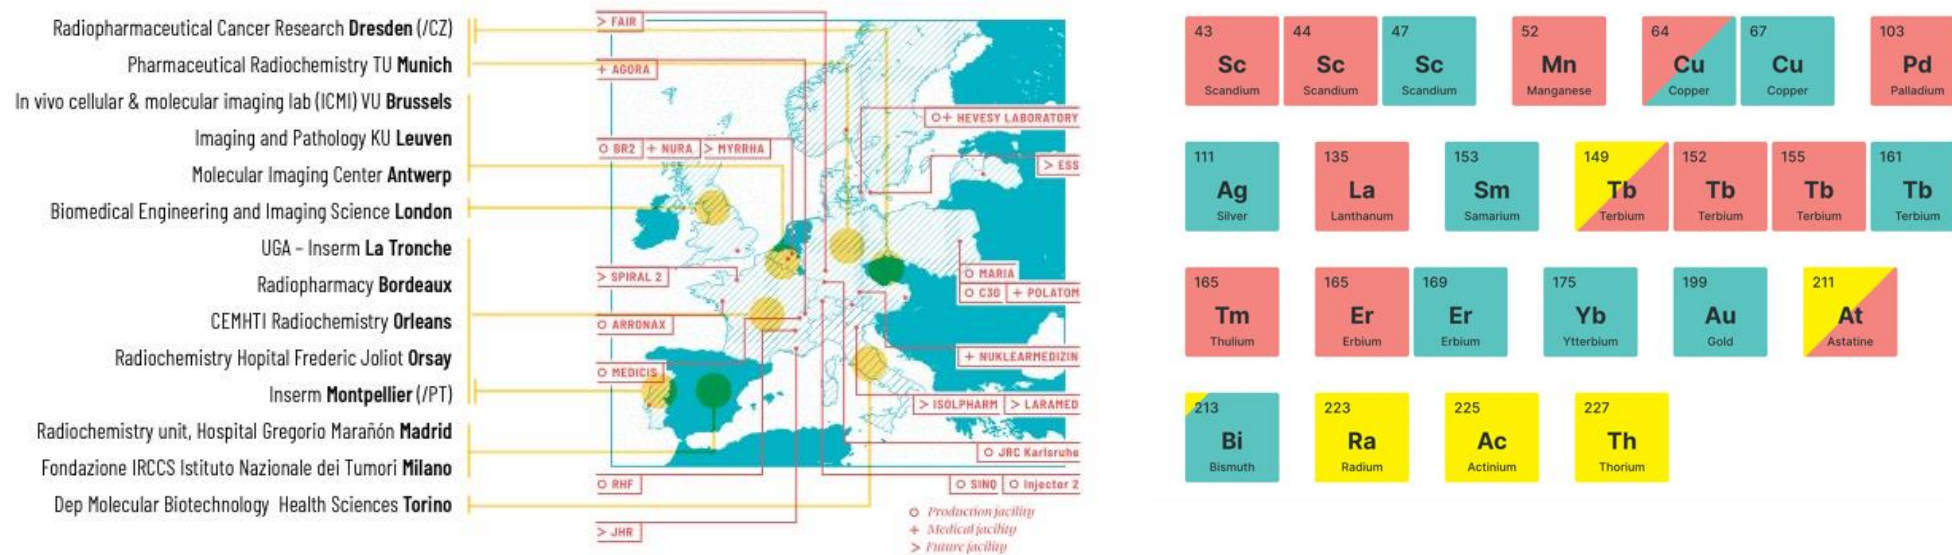 Radiopharmaceutical Cancer Research Dresden (/CZ)
Pharmaceutical Radiochemistry TU Munich
In vivo cellular & molecular imaging lab (ICMI) VU Brussels
Imaging and Pathology KU Leuven
Molecular Imaging Center Antwerp
Biomedical Engineering and Imaging Science London
UGA – Inserm La Tronche
Radiopharmacy Bordeaux
CEMHTI Radiochemistry Orleans
Radiochemistry Hopital Frederic Joliot Orsay
Inserm Montpellier (/PT)
Radiochemistry unit, Hospital Gregorio Marañón Madrid
Fondazione IRCCS Istituto Nazionale dei Tumori Milano
Dep Molecular Biotechnology Health Sciences Torino
> FAIR
+ AGORA
O+ HEVESY LABORATORY
O BR2 + NURA > MYRRHA
> ESS
> SPIRAL 2
O MARIA
O C30 + POLATOM
O ARRONAX
+ NUKLEARMEDIZIN
O MEDICIS
> ISOLPHARM > LARAMED
O JRC Karlsruhe
O RHF
O SINQ O Injector 2
> JHR
O Production facility
+ Medical facility
> Future facility
43 44 47 52 64 67 103
Sc Sc Sc Mn Cu Cu Pd
Scandium Scandium Scandium Manganese Copper Copper Palladium
111 135 153 149 152 155 161
Ag La Sm Tb Tb Tb Tb
Silver Lanthanum Samarium Terbium Terbium Terbium Terbium
165 165 169 175 199 211
Tm Er Er Yb Au At
Thulium Erbium Erbium Ytterbium Gold Astatine
213 223 225 227
Bi Ra Ac Th
Bismuth Radium Actinium Thorium